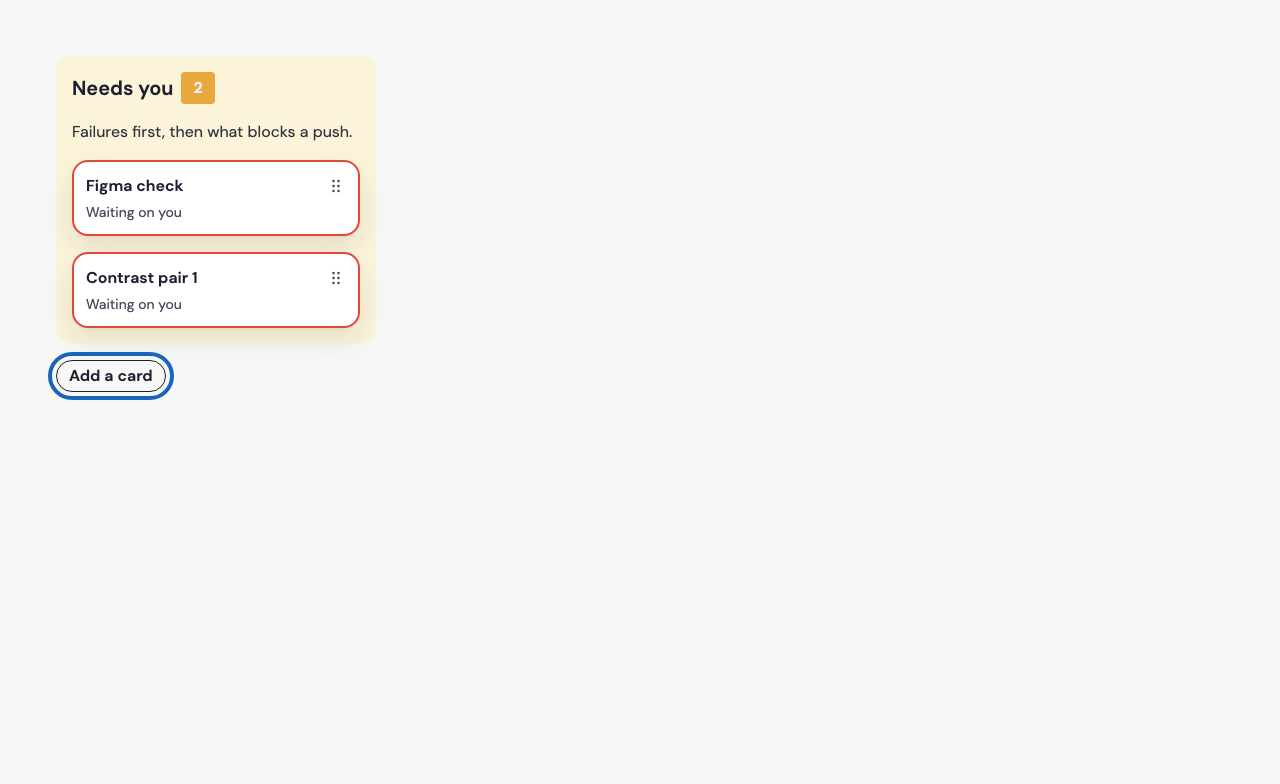 Needs you 2
Failures first, then what blocks a push.
Figma check
Waiting on you
Contrast pair 1
Waiting on you
Add a card